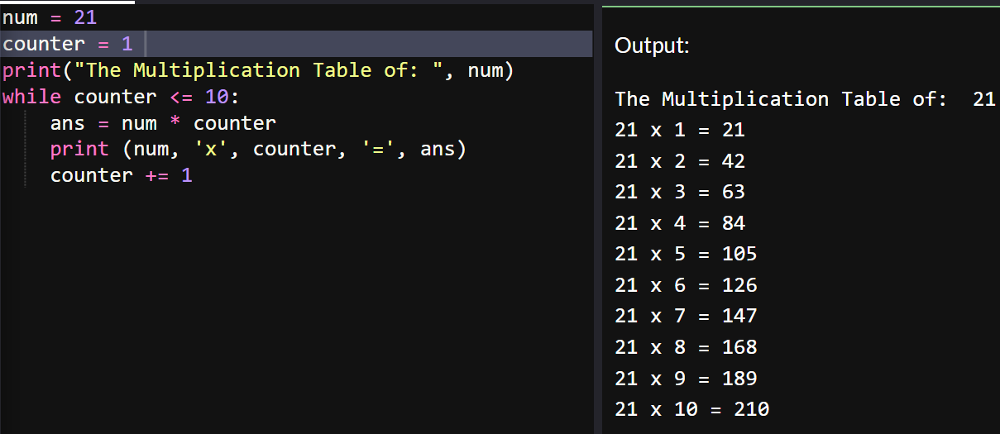 num = 21
counter = 1
print("The Multiplication Table of: ", num)
while counter <= 10:
    ans = num * counter
    print (num, 'x', counter, '=', ans)
    counter += 1
Output:
The Multiplication Table of:  21
21 x 1 = 21
21 x 2 = 42
21 x 3 = 63
21 x 4 = 84
21 x 5 = 105
21 x 6 = 126
21 x 7 = 147
21 x 8 = 168
21 x 9 = 189
21 x 10 = 210